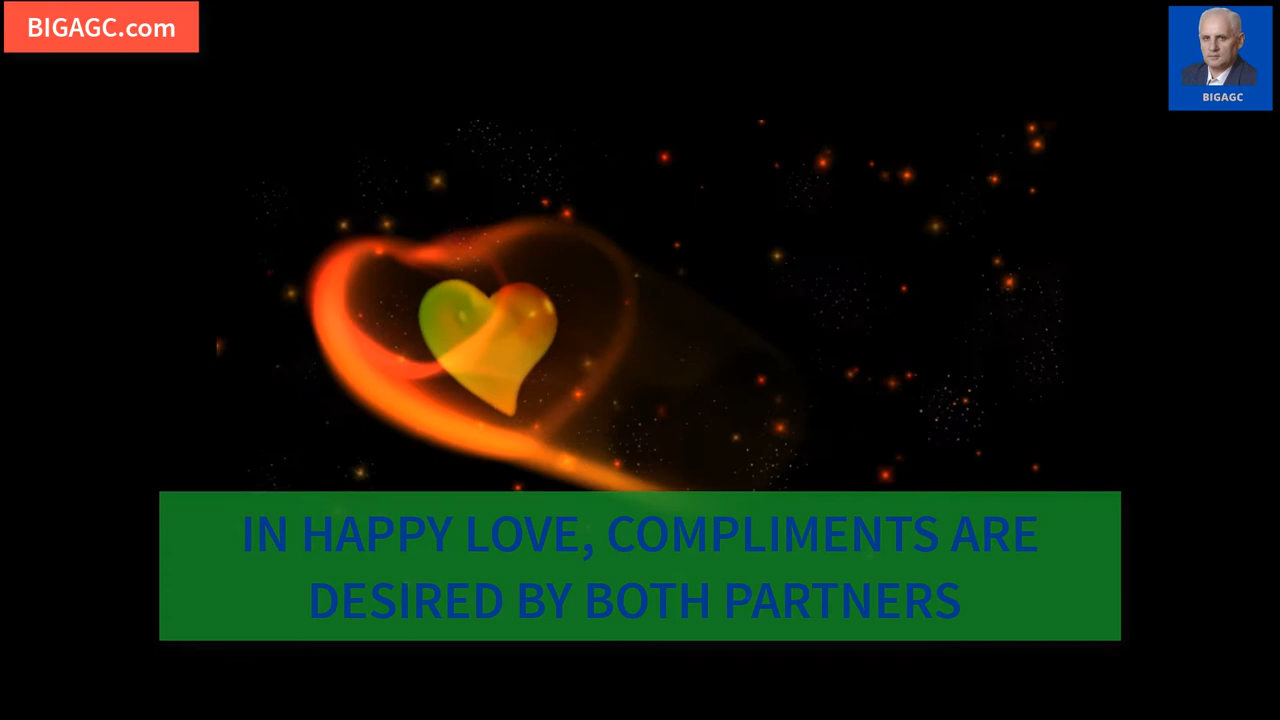 BIGAGC.com
BIGAGC
IN HAPPY LOVE, COMPLIMENTS ARE
DESIRED BY BOTH PARTNERS